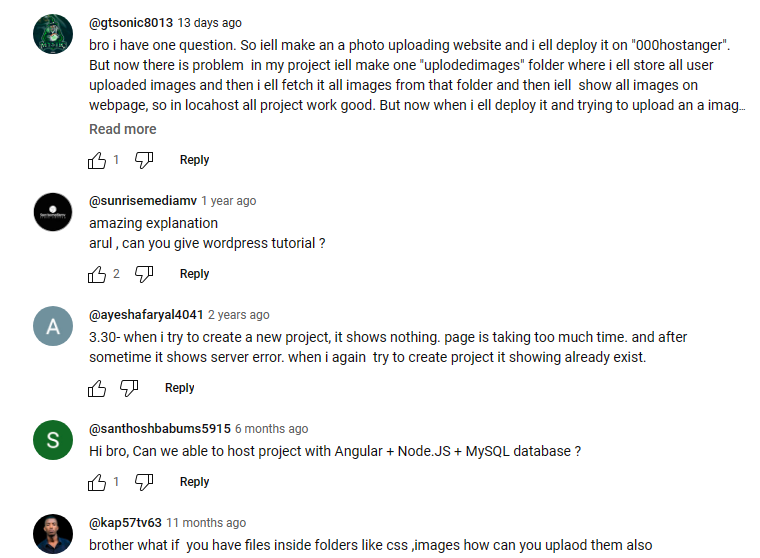 @gtsonic8013 13 days ago
bro i have one question. So iell make an a photo uploading website and i ell deploy it on "000hostanger".
But now there is problem  in my project iell make one "uplodedimages" folder where i ell store all user
uploaded images and then i ell fetch it all images from that folder and then iell  show all images on
webpage, so in locahost all project work good. But now when i ell deploy it and trying to upload an a imag...
Read more
1 Reply
@sunrisemediamv 1 year ago
amazing explanation
arul , can you give wordpress tutorial ?
2 Reply
A
@ayeshafaryal4041 2 years ago
3.30- when i try to create a new project, it shows nothing. page is taking too much time. and after
sometime it shows server error. when i again  try to create project it showing already exist.
Reply
S
@santhoshbabums5915 6 months ago
Hi bro, Can we able to host project with Angular + Node.JS + MySQL database ?
1 Reply
@kap57tv63 11 months ago
brother what if  you have files inside folders like css ,images how can you uplaod them also